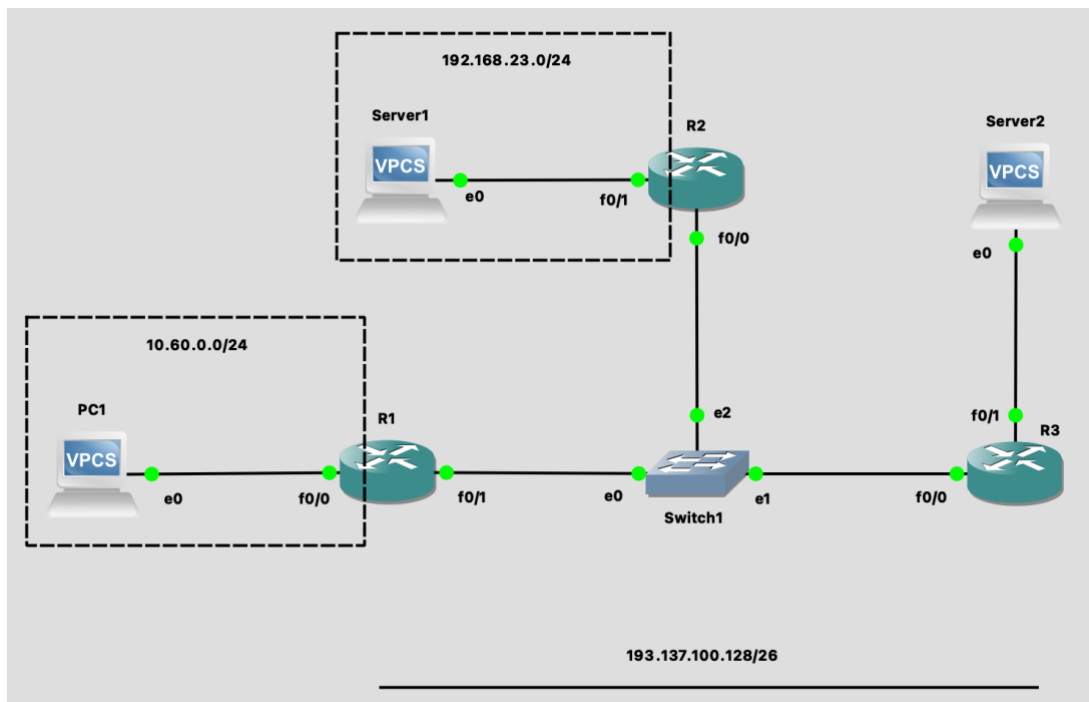 192.168.23.0/24
Server1
VPCS
e0
f0/1
R2
f0/0
Server2
VPCS
e0
10.60.0.0/24
PC1
VPCS
e0
f0/0
R1
f0/1
e0
e2
Switch1
e1
f0/0
f0/1
R3
193.137.100.128/26